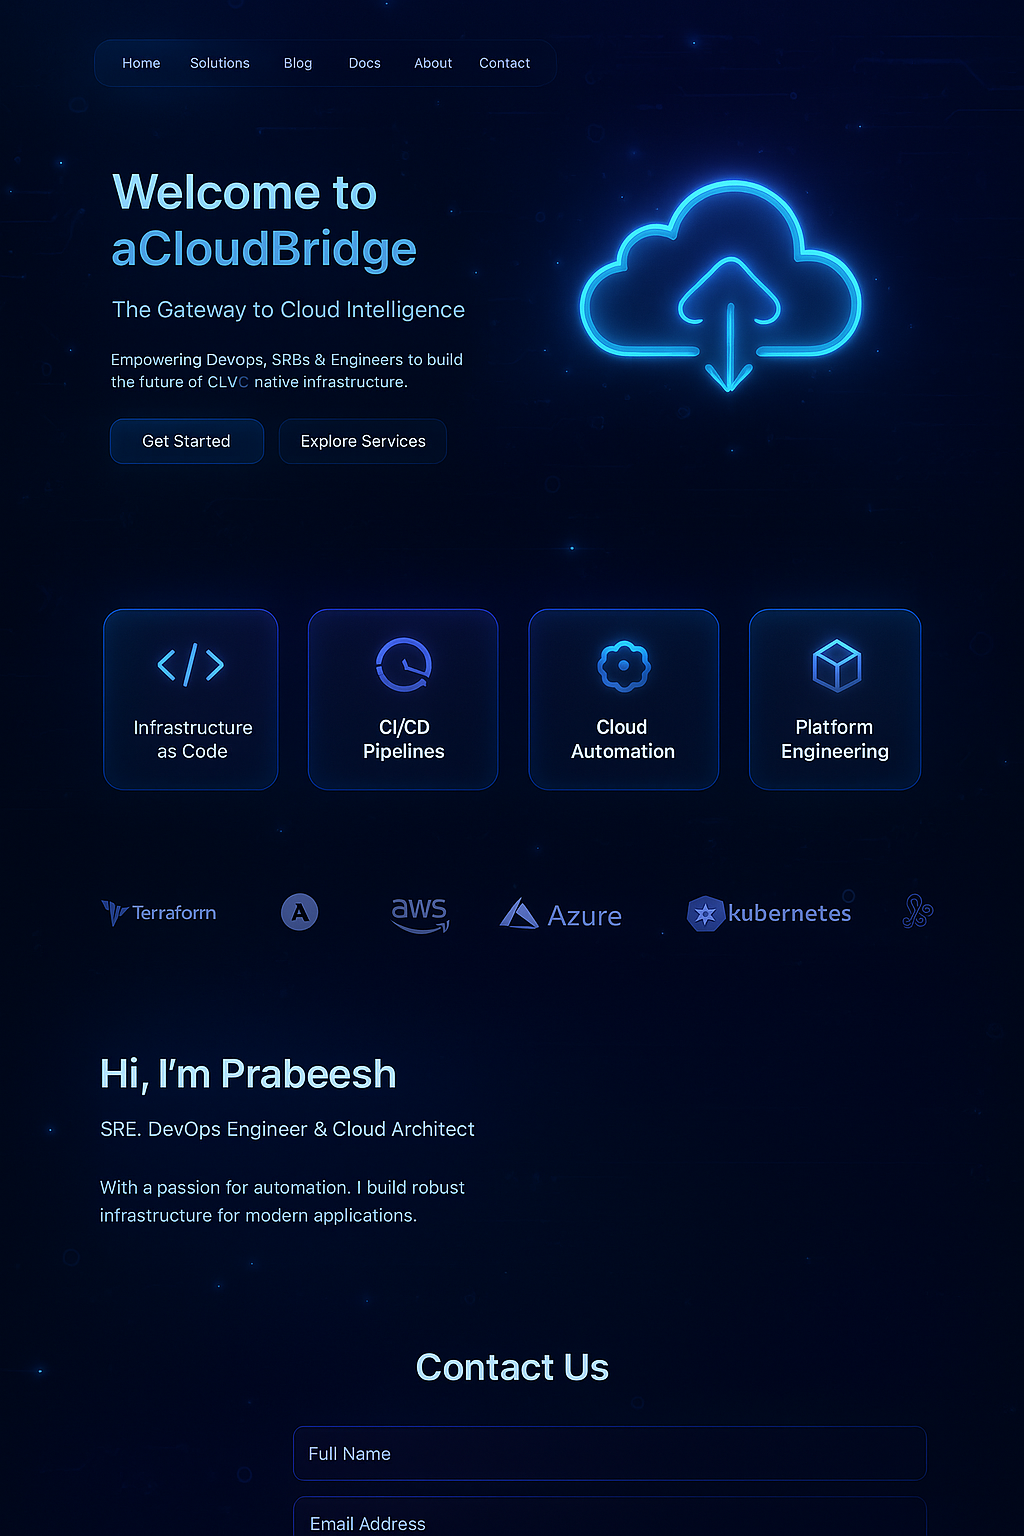 Home Solutions Blog Docs About Contact
Welcome to
aCloudBridge
The Gateway to Cloud Intelligence
Empowering Devops, SRBs & Engineers to build
the future of CLVC native infrastructure.
Get Started Explore Services
Infrastructure
as Code
CI/CD
Pipelines
Cloud
Automation
Platform
Engineering
Terraforrn A aws Azure kubernetes
Hi, I’m Prabeesh
SRE. DevOps Engineer & Cloud Architect
With a passion for automation. I build robust
infrastructure for modern applications.
Contact Us
Full Name
Email Address